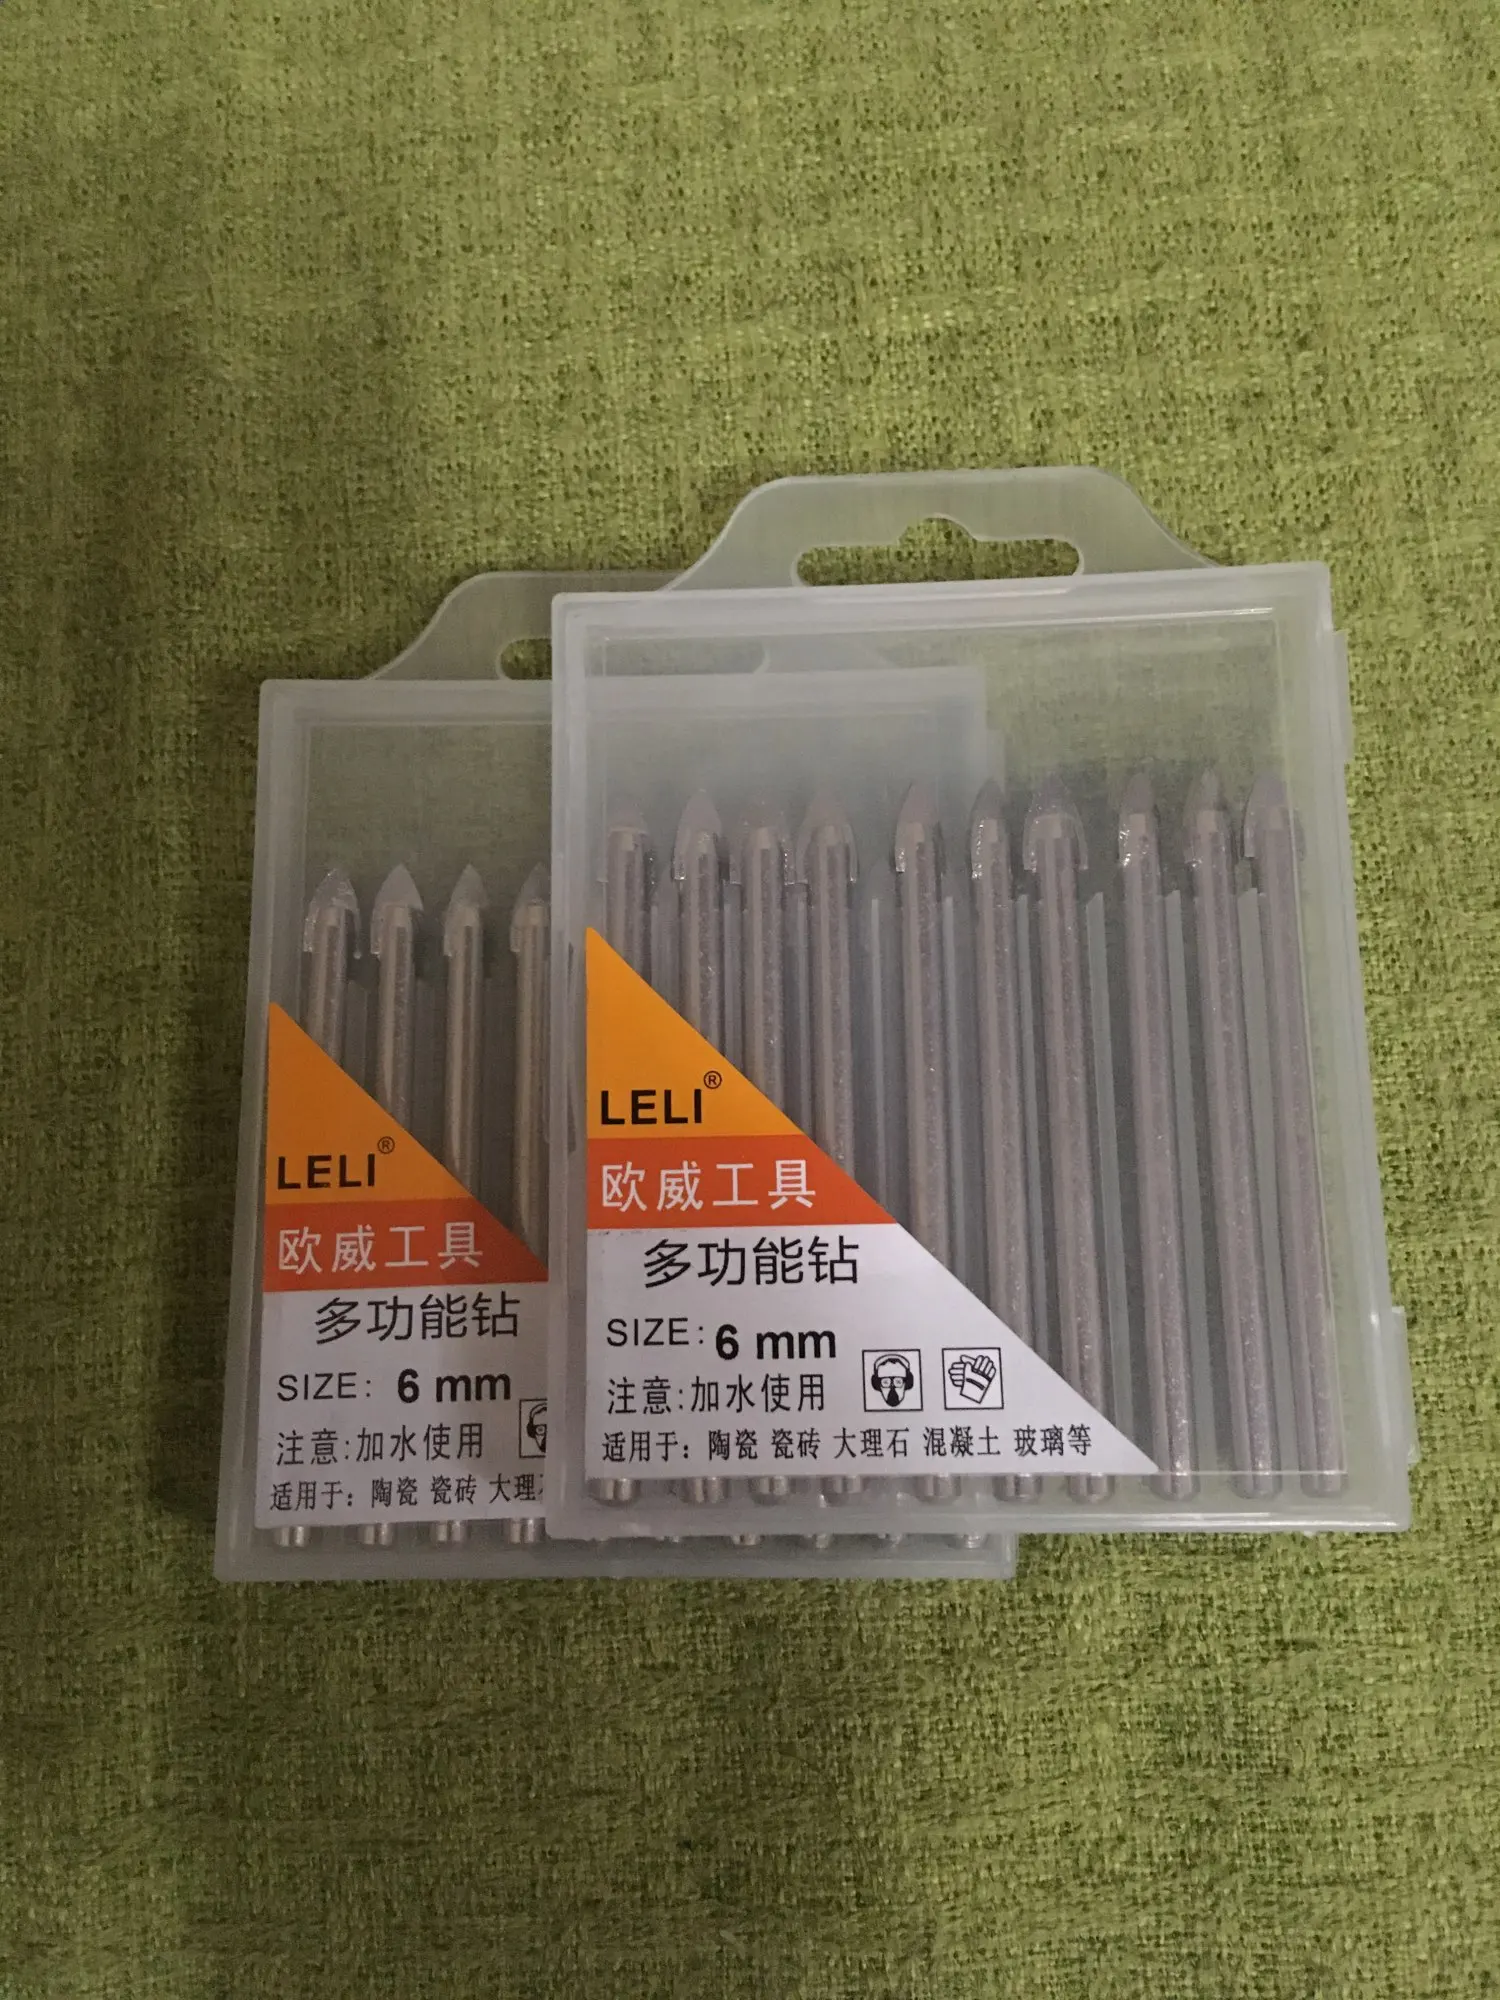 LELI®
欧威工具
多功能钻
SIZE: 6 mm
注意:加水使用
适用于: 陶瓷 瓷砖 大理石 混凝土 玻璃等
LELI®
欧威工具
多功能钻
SIZE: 6 mm
注意:加水使用
适用于: 陶瓷 瓷砖 大理